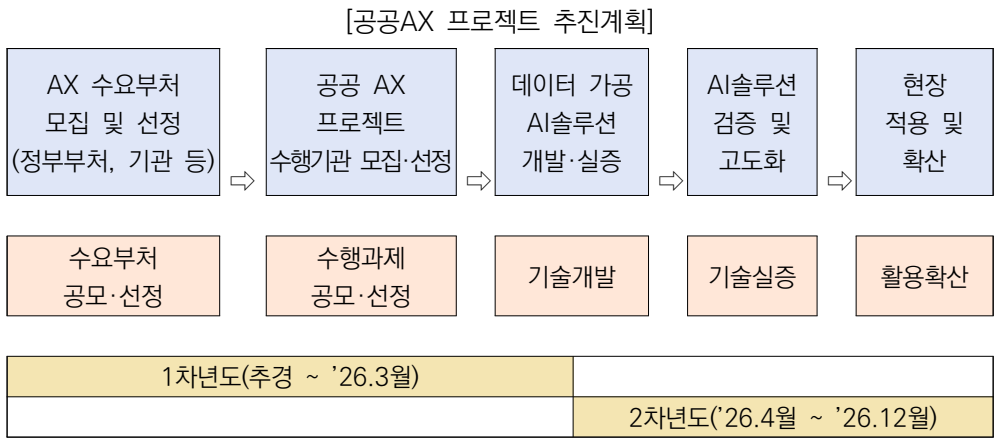 [공공AX 프로젝트 추진계획]
AX 수요부처
모집 및 선정
(정부부처, 기관 등)
⇨
공공 AX
프로젝트
수행기관 모집·선정
⇨
데이터 가공
AI솔루션
개발·실증
⇨
AI솔루션
검증 및
고도화
⇨
현장
적용 및
확산
수요부처
공모·선정
수행과제
공모·선정
기술개발
기술실증
활용확산
1차년도(추경 ~ ’26.3월)
2차년도(’26.4월 ~ ’26.12월)